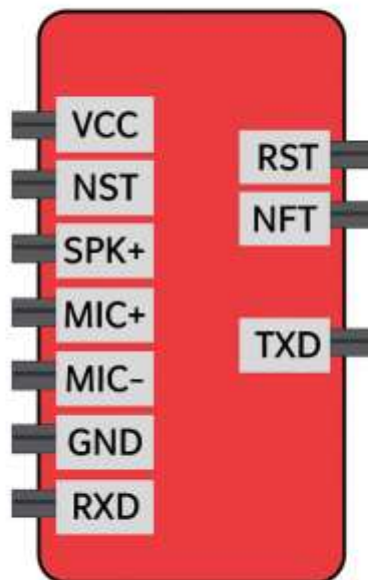 VCC
NST
SPK+
MIC+
MIC-
GND
RXD
RST
NFT
TXD